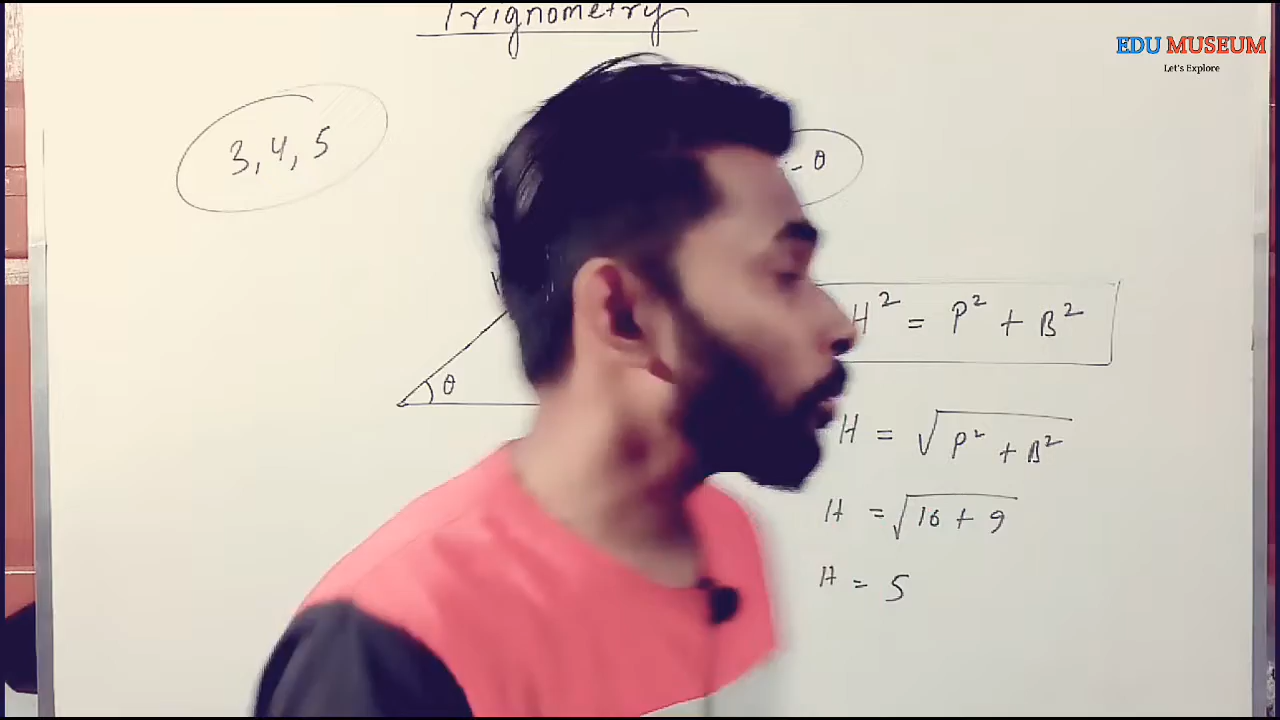 Trignometry
EDU MUSEUM
Let's Explore
3, 4, 5
- θ
θ
H² = P² + B²
H = √P² + B²
H = √16 + 9
H = 5